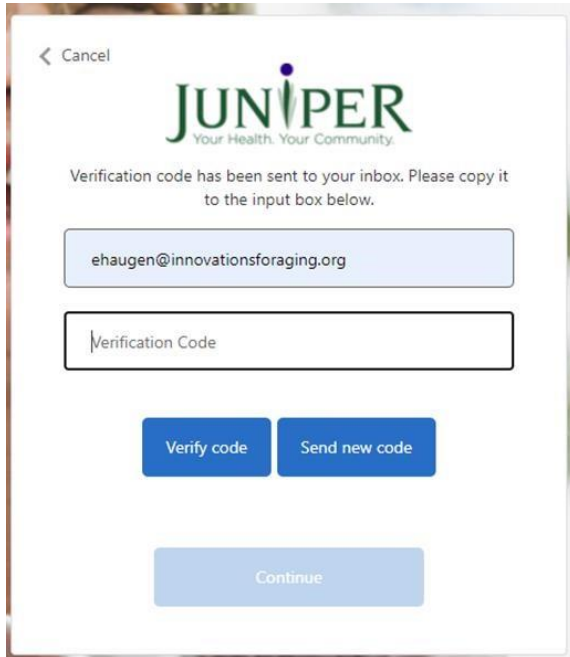 Cancel
JUNIPER
Your Health. Your Community.
Verification code has been sent to your inbox. Please copy it
to the input box below.
ehaugen@innovationsforaging.org
Verification Code
Verify code
Send new code
Continue